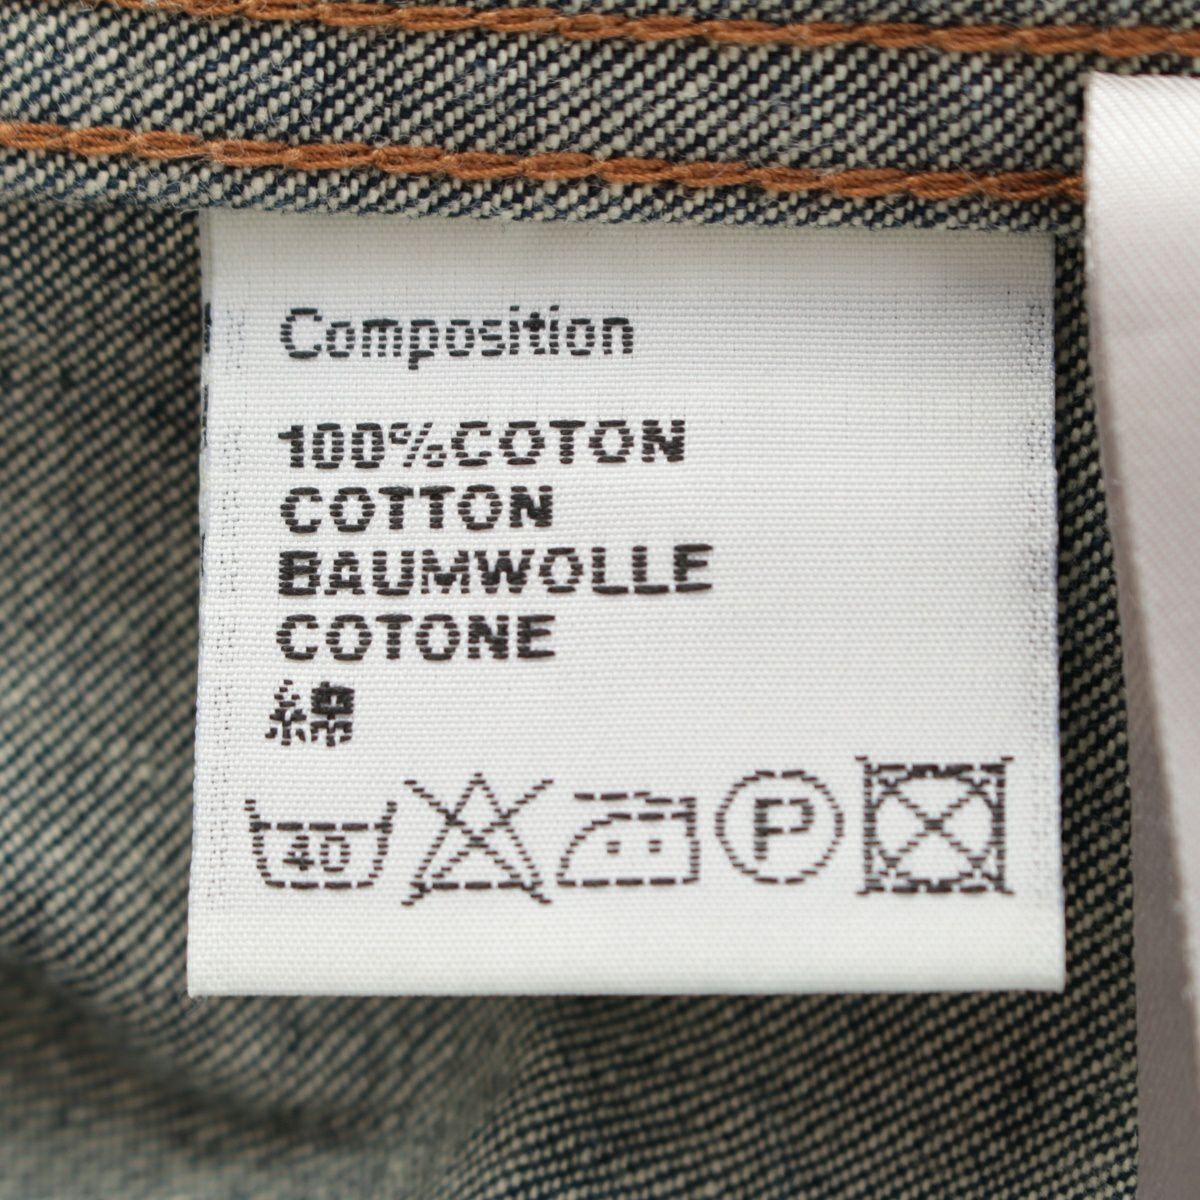 Composition
100%COTON
COTTON
BAUMWOLLE
COTONE
綿
40 P